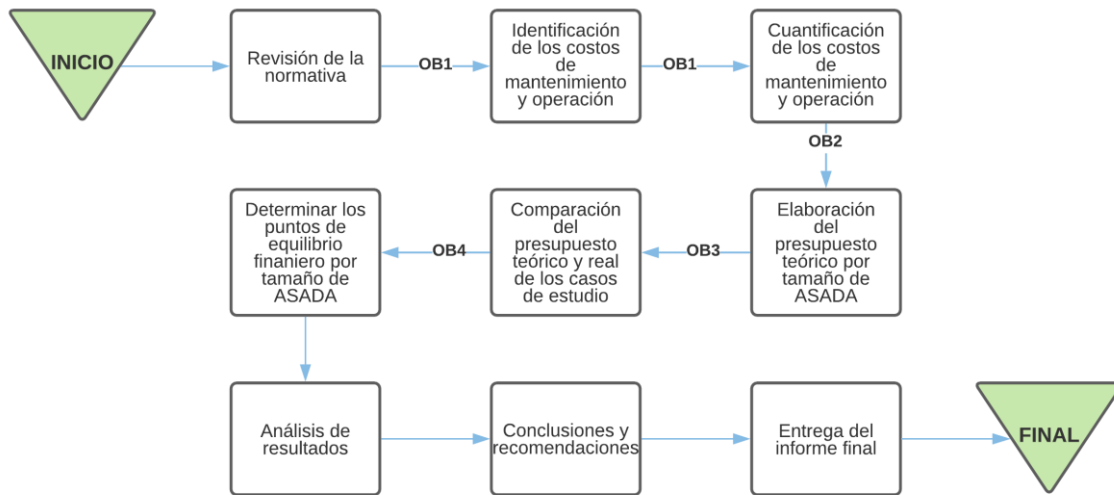 INICIO
Revisión de la
normativa
OB1
Identificación
de los costos
de
mantenimiento
y operación
OB1
Cuantificación
de los costos
de
mantenimiento
y operación
OB2
Elaboración
del
presupuesto
teórico por
tamaño de
ASADA
OB3
Comparación
del
presupuesto
teórico y real
de los casos
de estudio
OB4
Determinar los
puntos de
equilibrio
finaniero por
tamaño de
ASADA
Análisis de
resultados
Conclusiones y
recomendaciones
Entrega del
informe final
FINAL